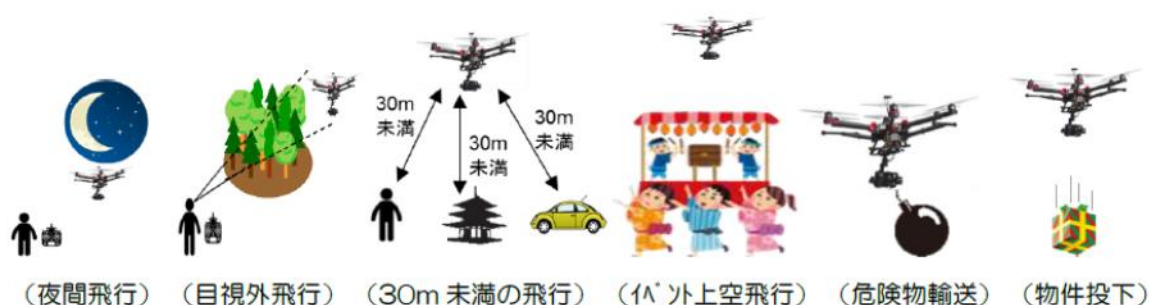 30m
未満
30m
未満
30m
未満
（夜間飛行）
（目視外飛行）
（30m 未満の飛行）
（ｲﾍﾞﾝﾄ上空飛行）
（危険物輸送）
（物件投下）